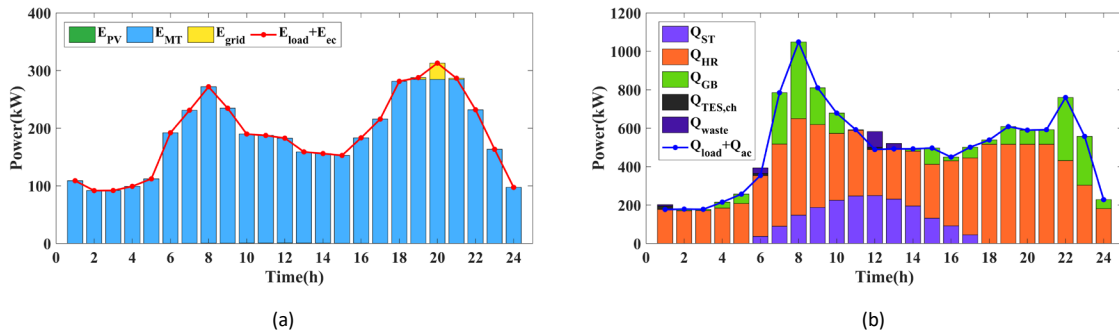 E_PV E_MT E_grid E_load+E_ec
400
300
200
100
0
Power(kW)
2 4 6 8 10 12 14 16 18 20 22 24
Time(h)
(a)
Q_ST
Q_HR
Q_GB
Q_TES,ch
Q_waste
Q_load+Q_ac
1200
1000
800
600
400
200
0
Power(kW)
2 4 6 8 10 12 14 16 18 20 22 24
Time(h)
(b)